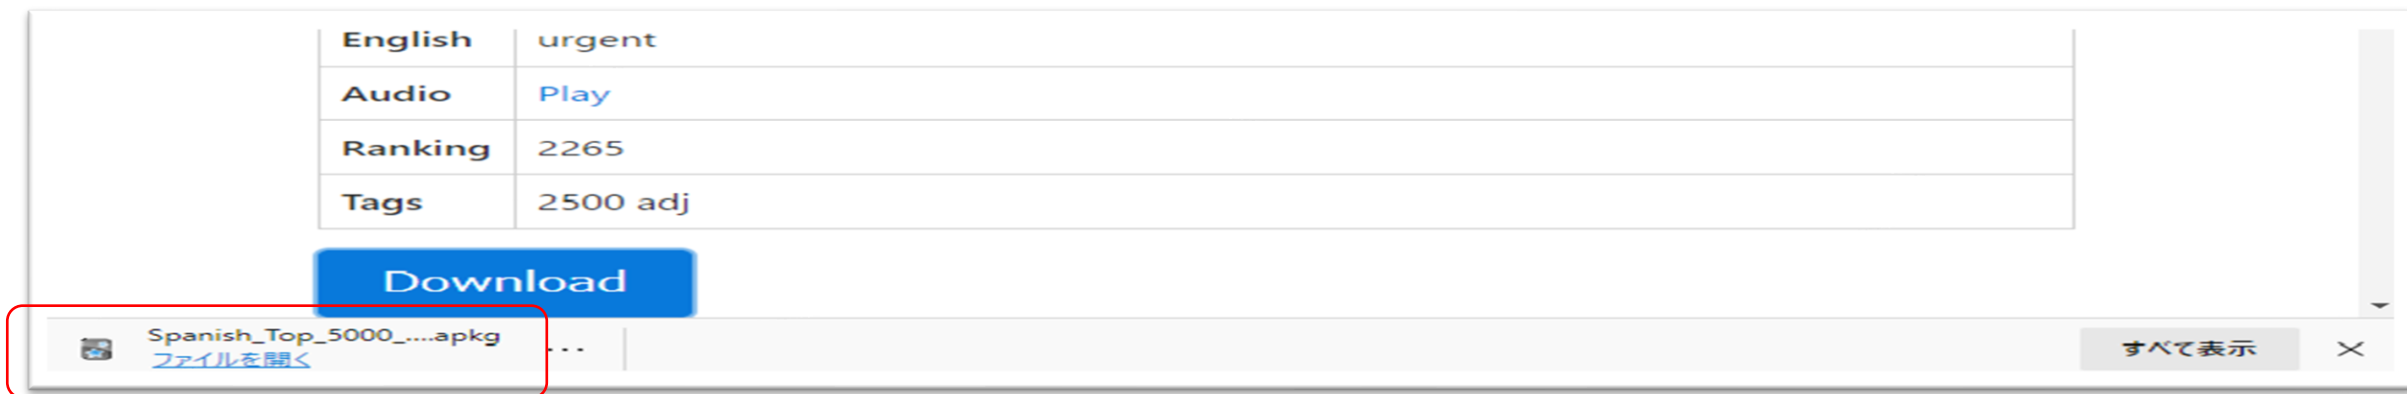 English urgent
Audio Play
Ranking 2265
Tags 2500 adj
Download
Spanish_Top_5000_....apkg
ファイルを開く
...
すべて表示